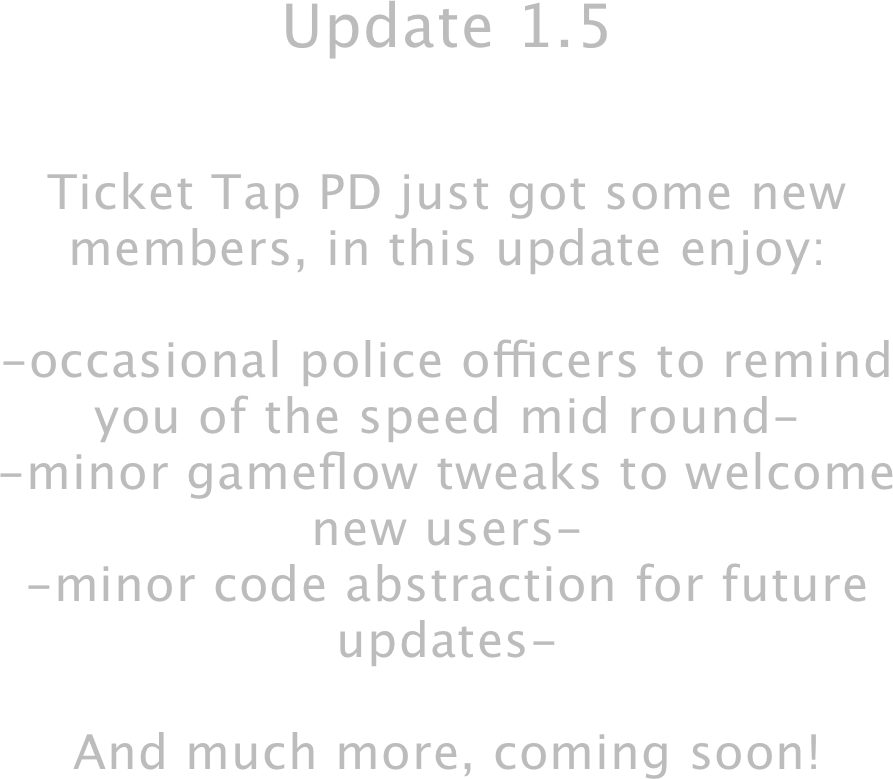 Update 1.5
Ticket Tap PD just got some new
members, in this update enjoy:
-occasional police officers to remind
you of the speed mid round-
-minor gameflow tweaks to welcome
new users-
-minor code abstraction for future
updates-
And much more, coming soon!